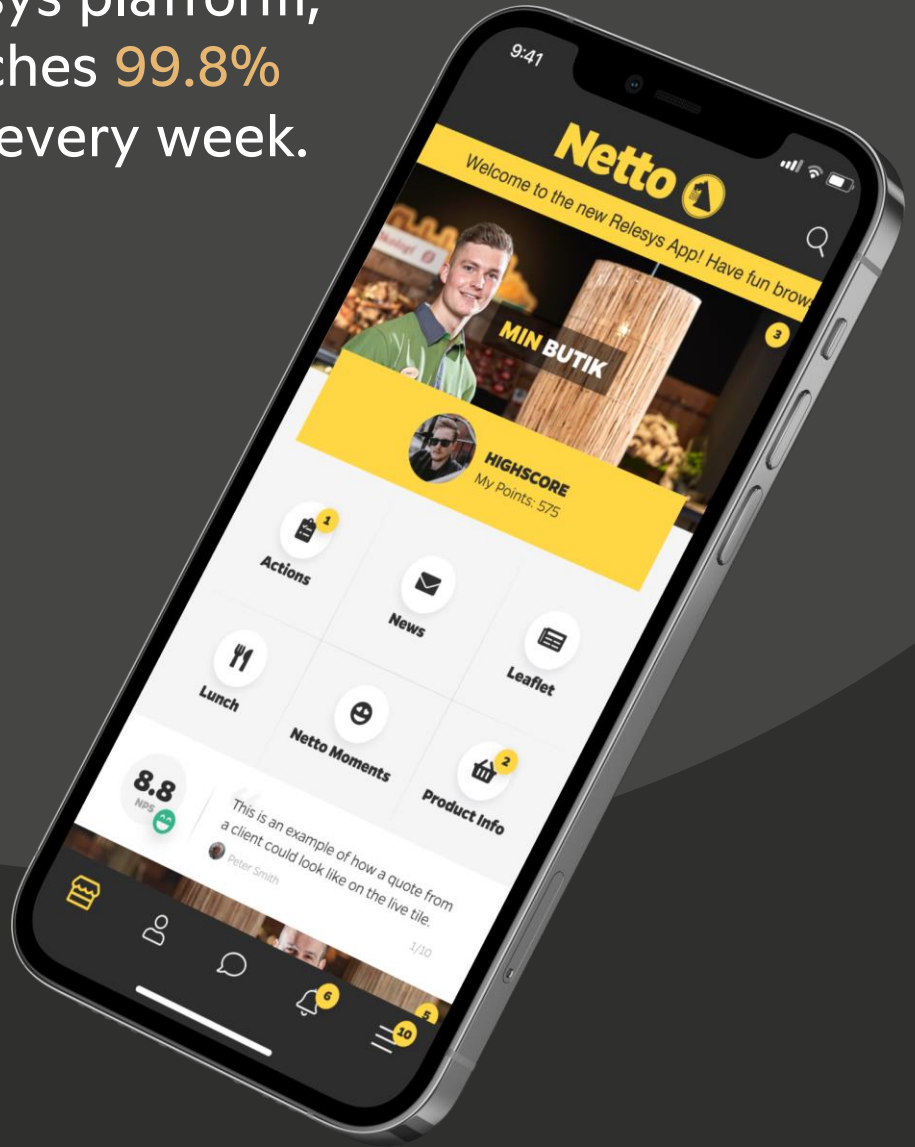 sys platform,
ches 99.8%
every week.
9:41
Netto
Welcome to the new Relesys App! Have fun brow
3
MIN BUTIK
HIGHSCORE
My Points: 575
1
Actions
News
Leaflet
Lunch
Netto Moments
2
Product Info
8.8
NPS
This is an example of how a quote from
a client could look like on the live tile.
Peter Smith
1/10
6
5
10